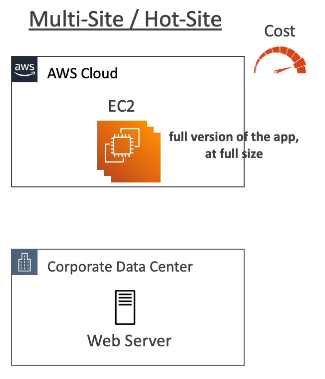 Multi-Site / Hot-Site
Cost
aws
AWS Cloud
EC2
full version of the app,
at full size
Corporate Data Center
Web Server